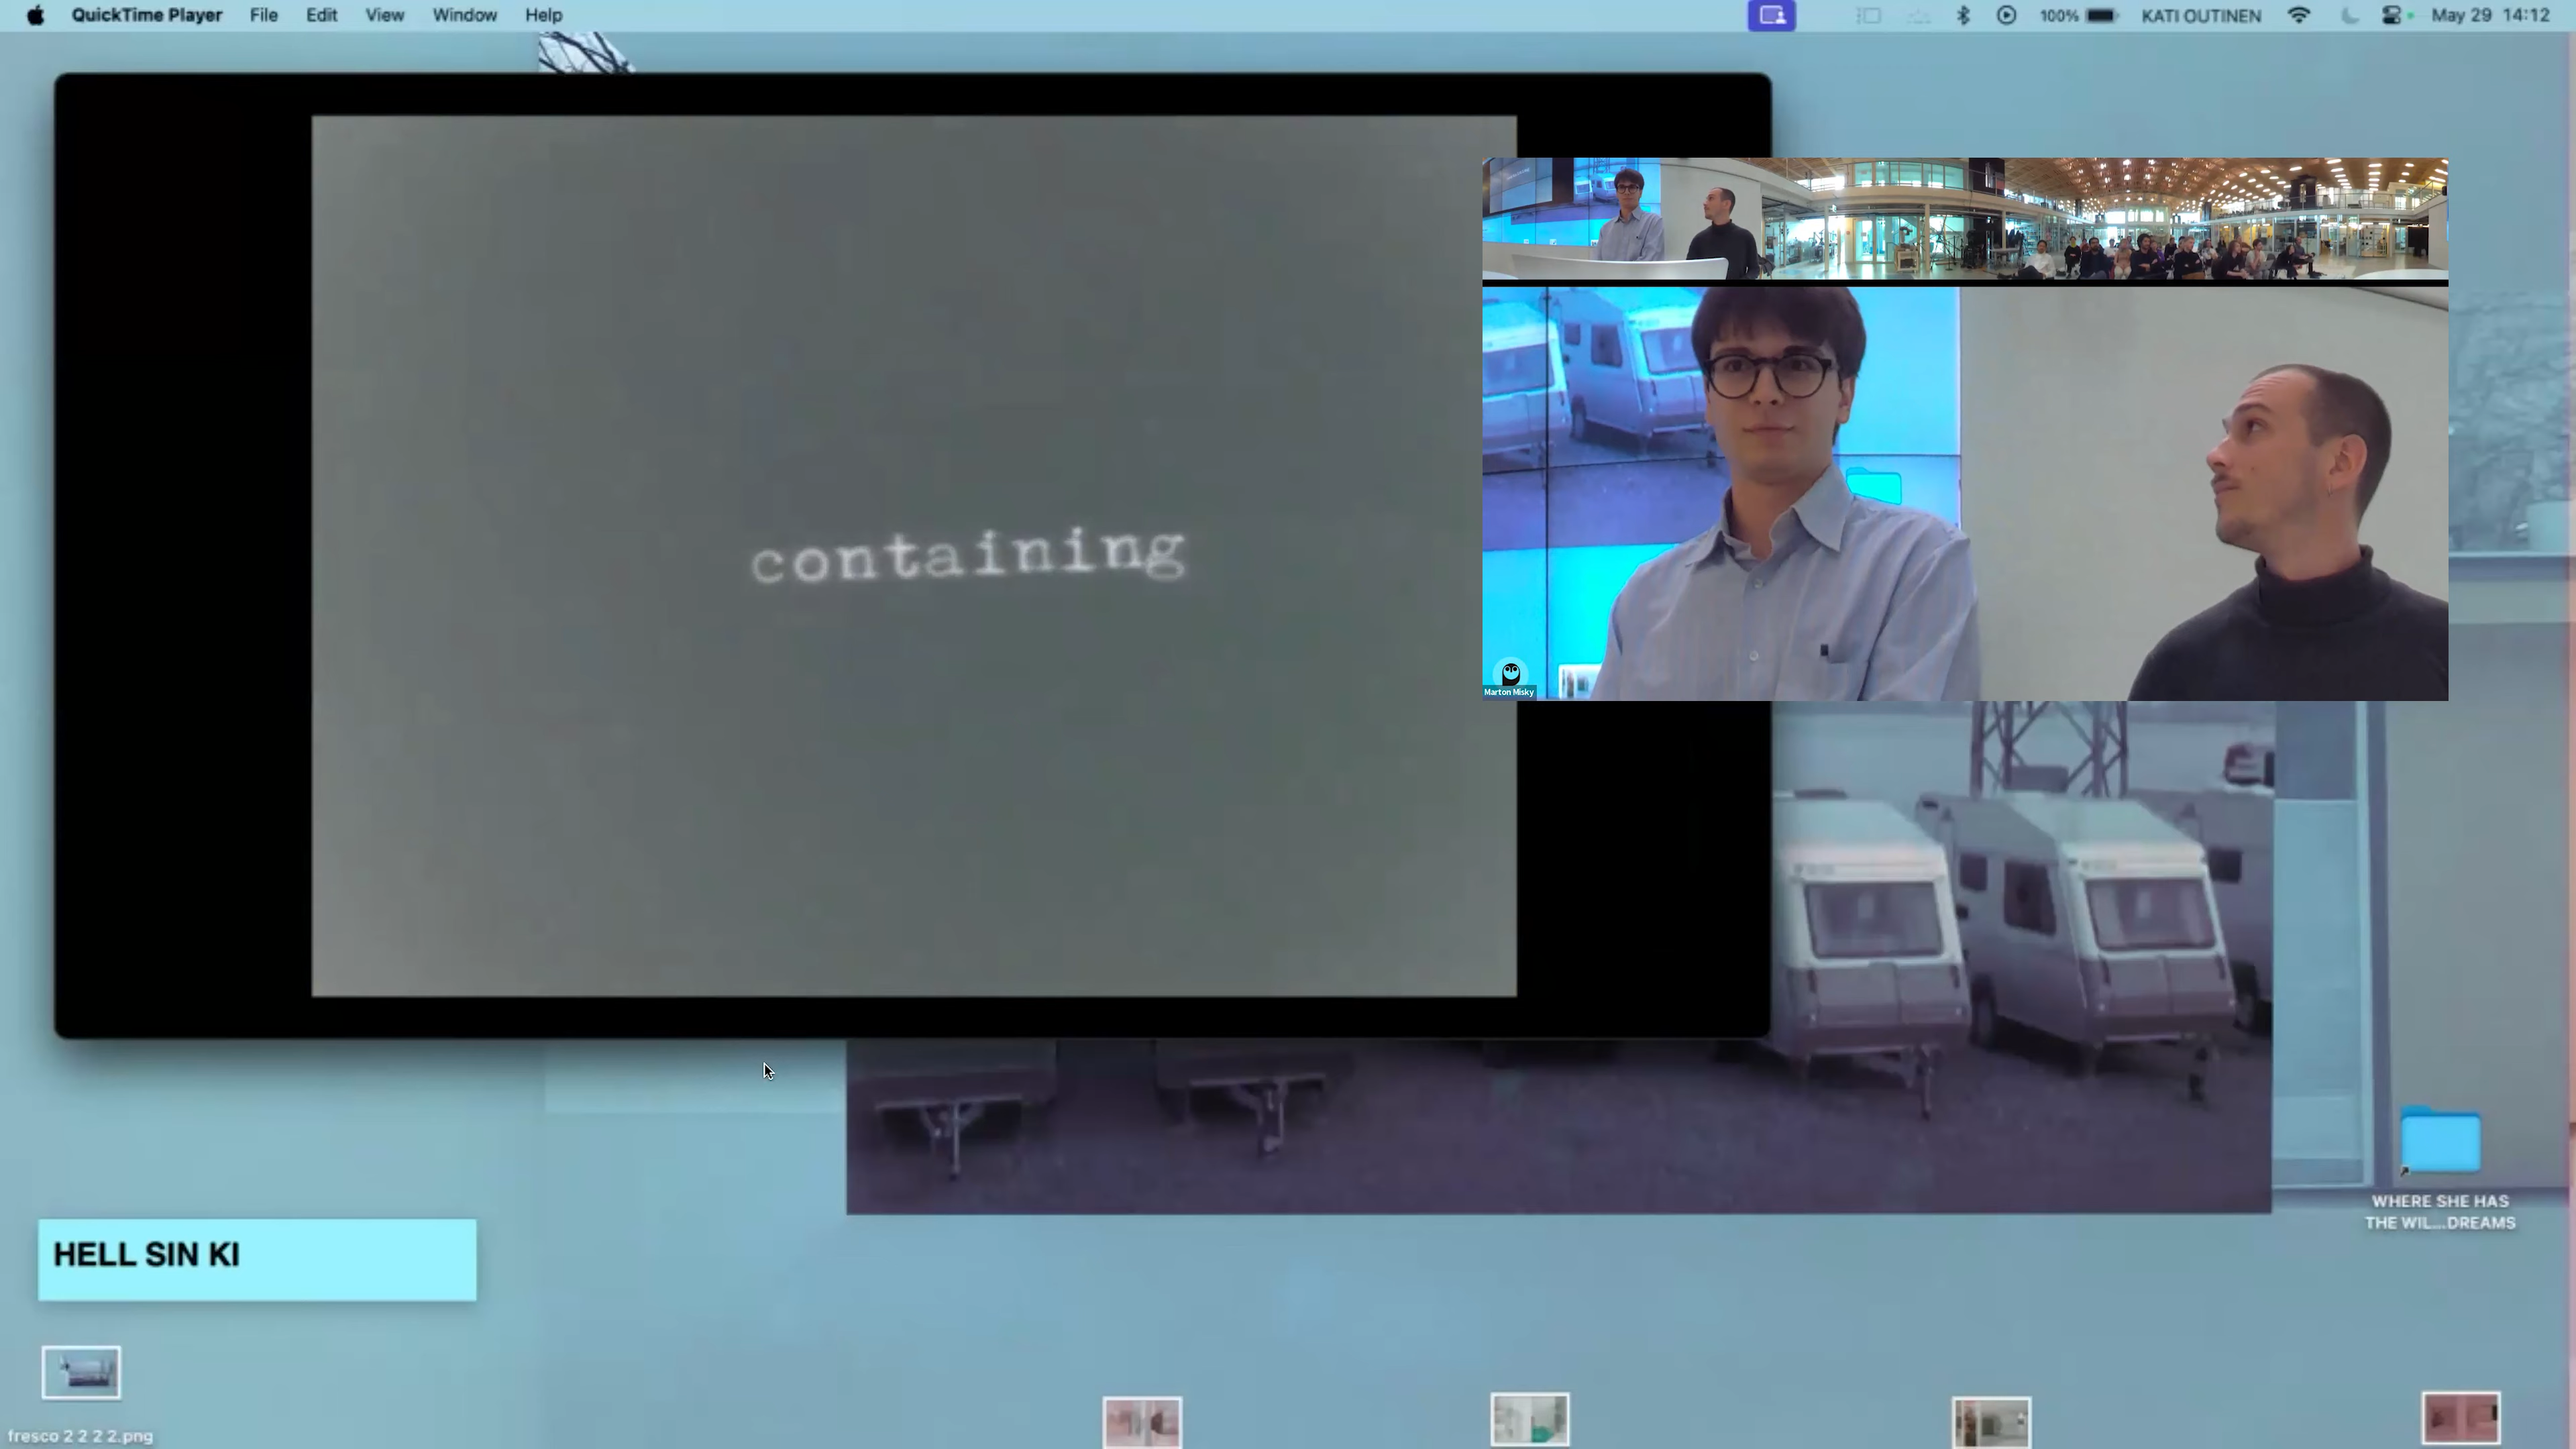 QuickTime Player File Edit View Window Help
100% KATI OUTINEN May 29 14:12
containing
Marton Misky
WHERE SHE HAS
THE WIL...DREAMS
HELL SIN KI
fresco 2 2 2 2.png